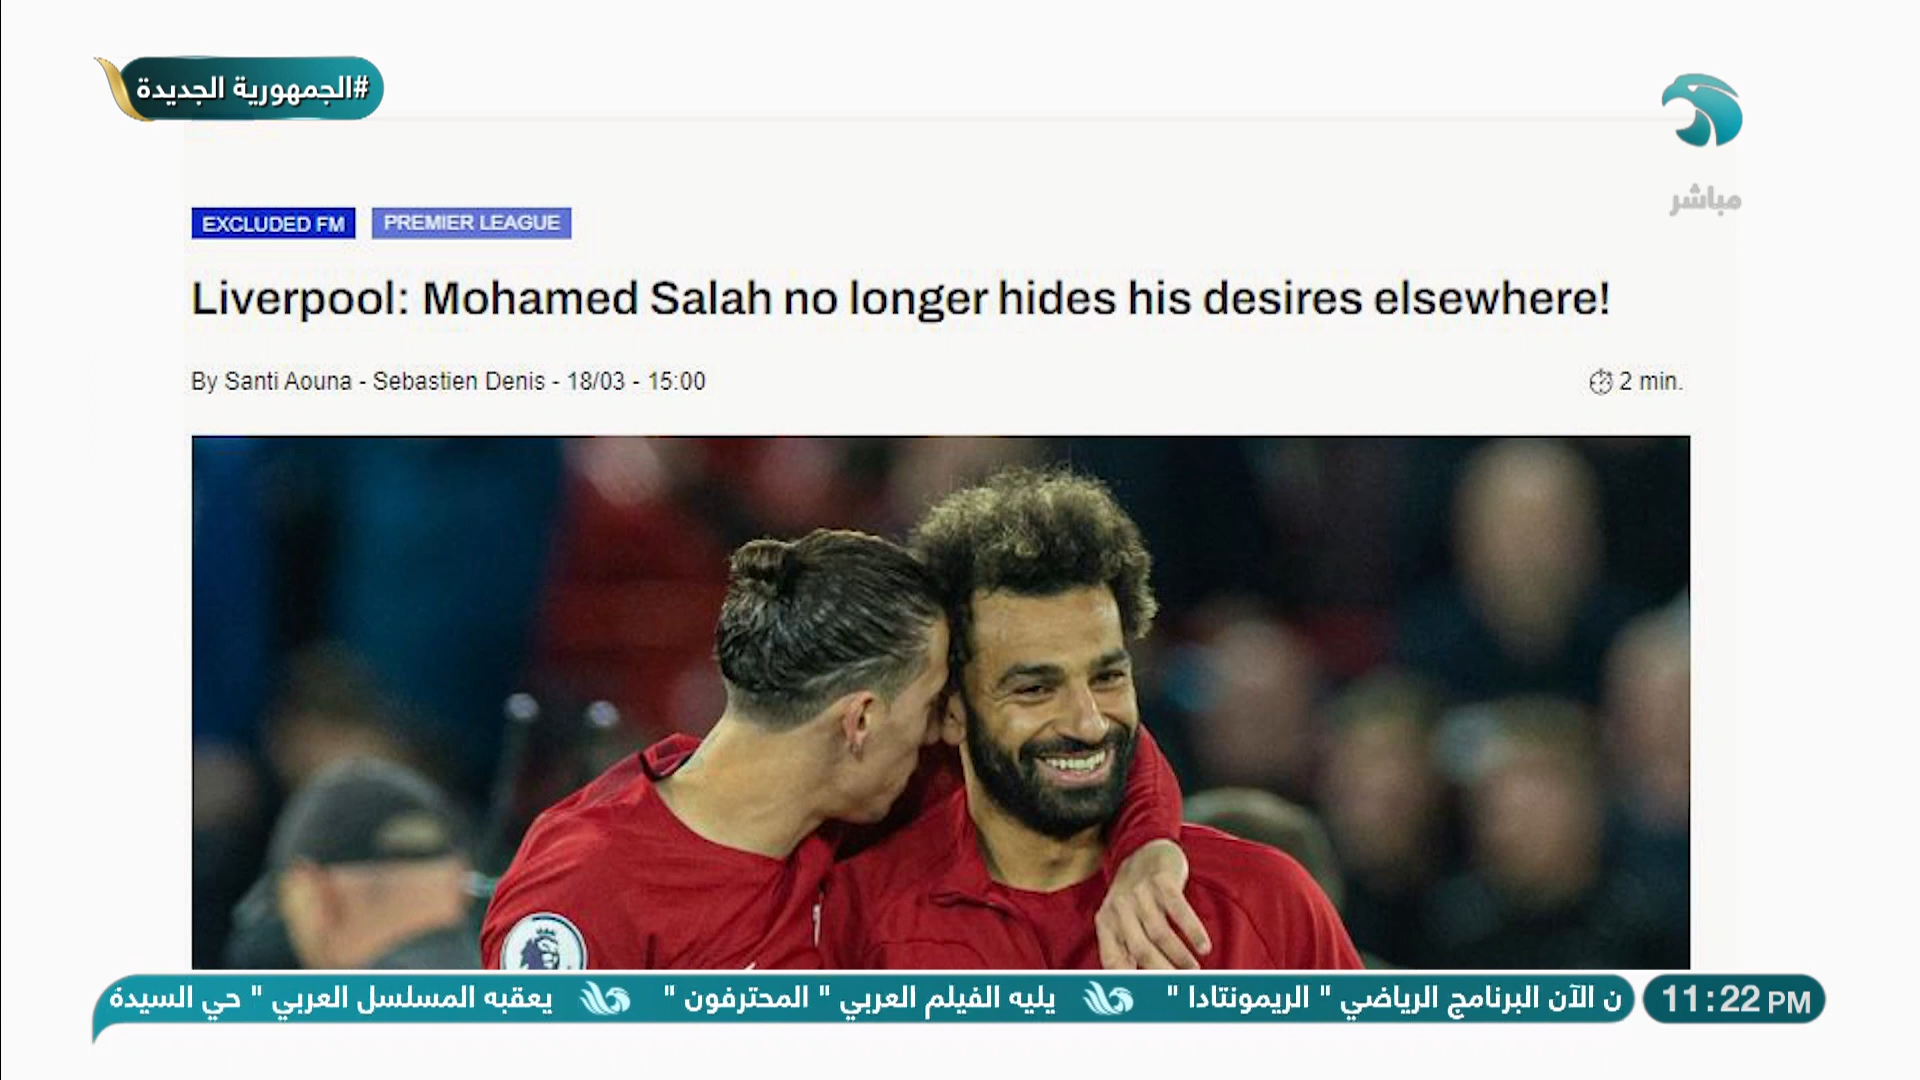 #الجمهورية الجديدة
مباشر
EXCLUDED FM PREMIER LEAGUE
Liverpool: Mohamed Salah no longer hides his desires elsewhere!
By Santi Aouna - Sebastien Denis - 18/03 - 15:00
2 min.
ن الآن البرنامج الرياضي " الريمونتادا " يليه الفيلم العربي " المحترفون " يعقبه المسلسل العربي " حي السيدة
11:22 PM